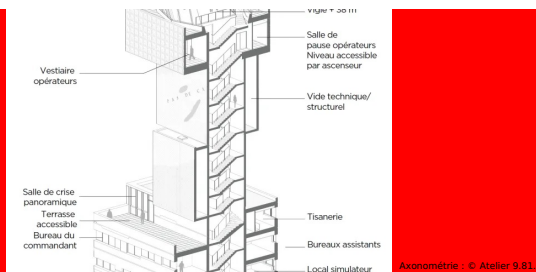 Vigie + 38 m
Salle de
pause opérateurs
Niveau accessible
par ascenseur
Vestiaire
opérateurs
Vide technique/
structurel
Salle de crise
panoramique
Terrasse
accessible
Bureau du
commandant
Tisanerie
Bureaux assistants
Local simulateur
Axonométrie : © Atelier 9.81.